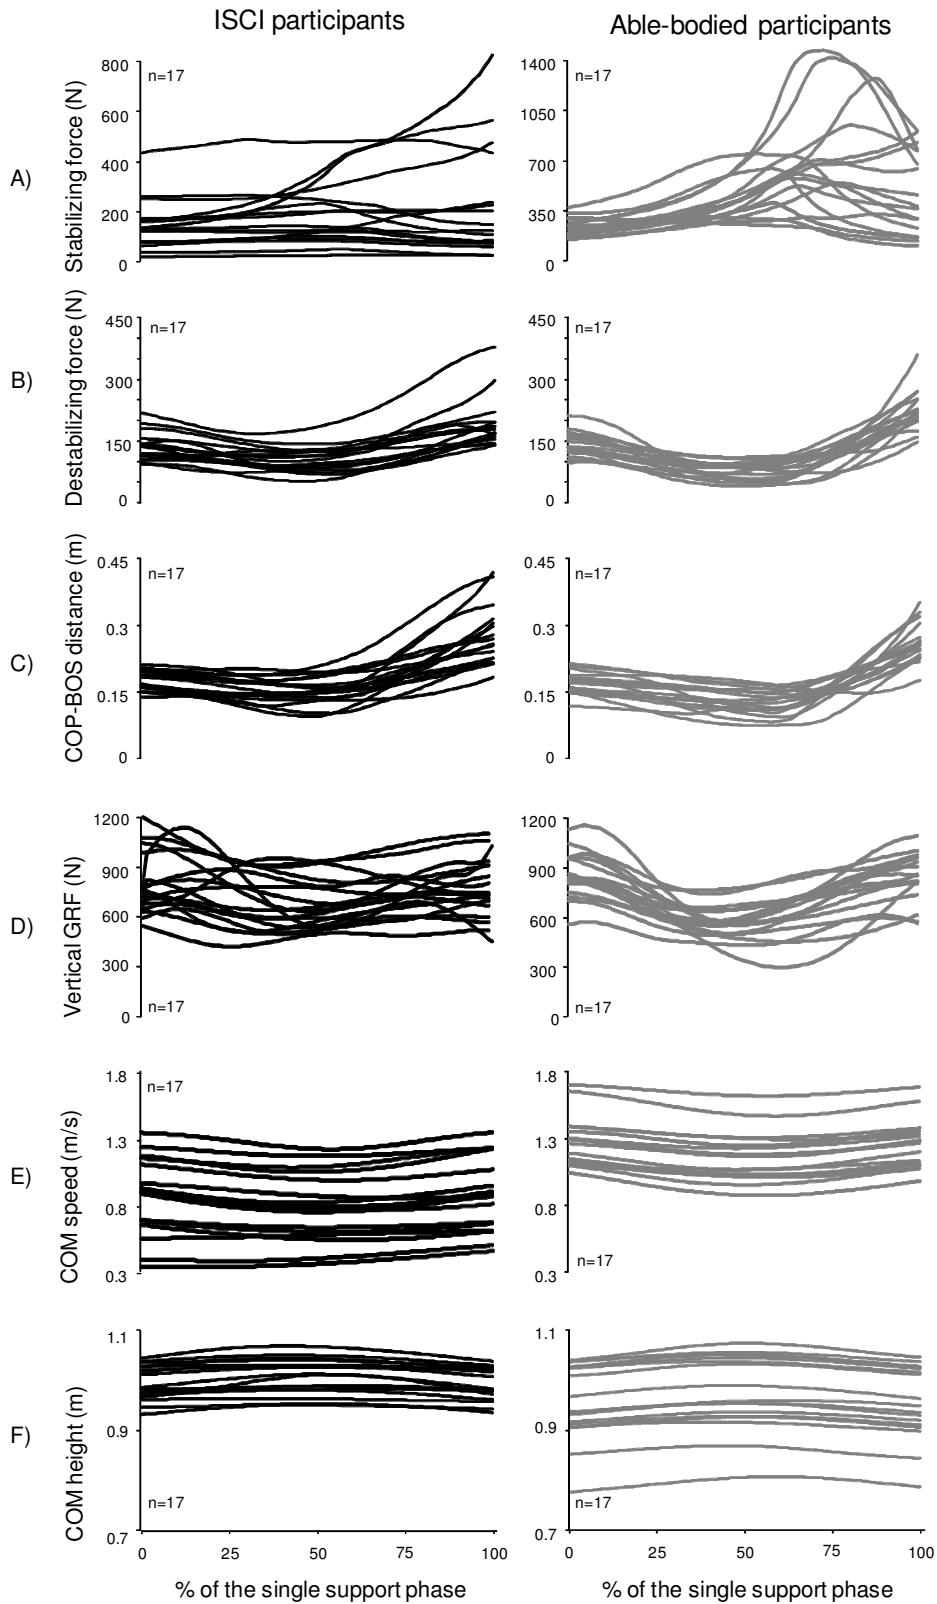 ISCI participants
Able-bodied participants
A)
Stabilizing force (N)
800
600
400
200
0
n=17
1400
1050
700
350
0
n=17
B)
Destabilizing force (N)
450
300
150
0
n=17
450
300
150
0
n=17
C)
COP-BOS distance (m)
0.45
0.3
0.15
0
n=17
0.45
0.3
0.15
0
n=17
D)
Vertical GRF (N)
1200
900
600
300
0
n=17
1200
900
600
300
0
n=17
E)
COM speed (m/s)
1.8
1.3
0.8
0.3
n=17
1.8
1.3
0.8
0.3
n=17
F)
COM height (m)
1.1
0.9
0.7
n=17
1.1
0.9
0.7
n=17
0 25 50 75 100
0 25 50 75 100
% of the single support phase
% of the single support phase